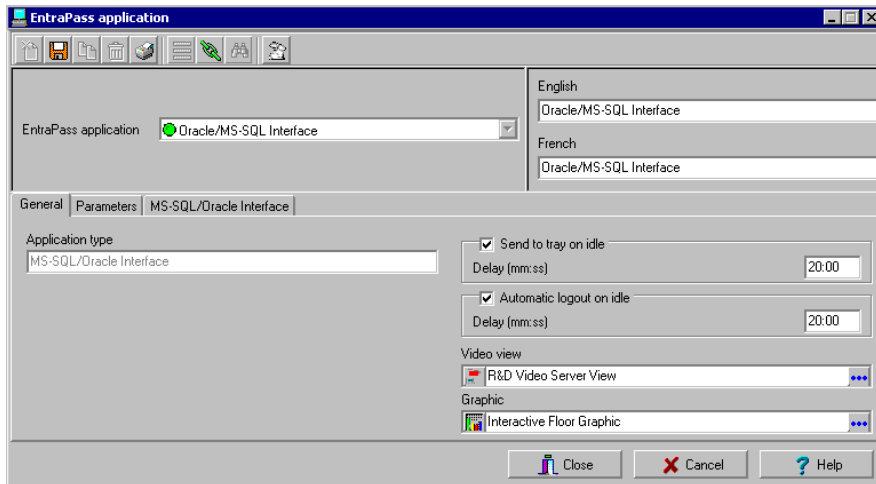 EntraPass application
English
Oracle/MS-SQL Interface
EntraPass application
Oracle/MS-SQL Interface
French
Oracle/MS-SQL Interface
General
Parameters
MS-SQL/Oracle Interface
Application type
MS-SQL/Oracle Interface
Send to tray on idle
Delay (mm:ss)
20:00
Automatic logout on idle
Delay (mm:ss)
20:00
Video view
R&D Video Server View
Graphic
Interactive Floor Graphic
Close
Cancel
Help